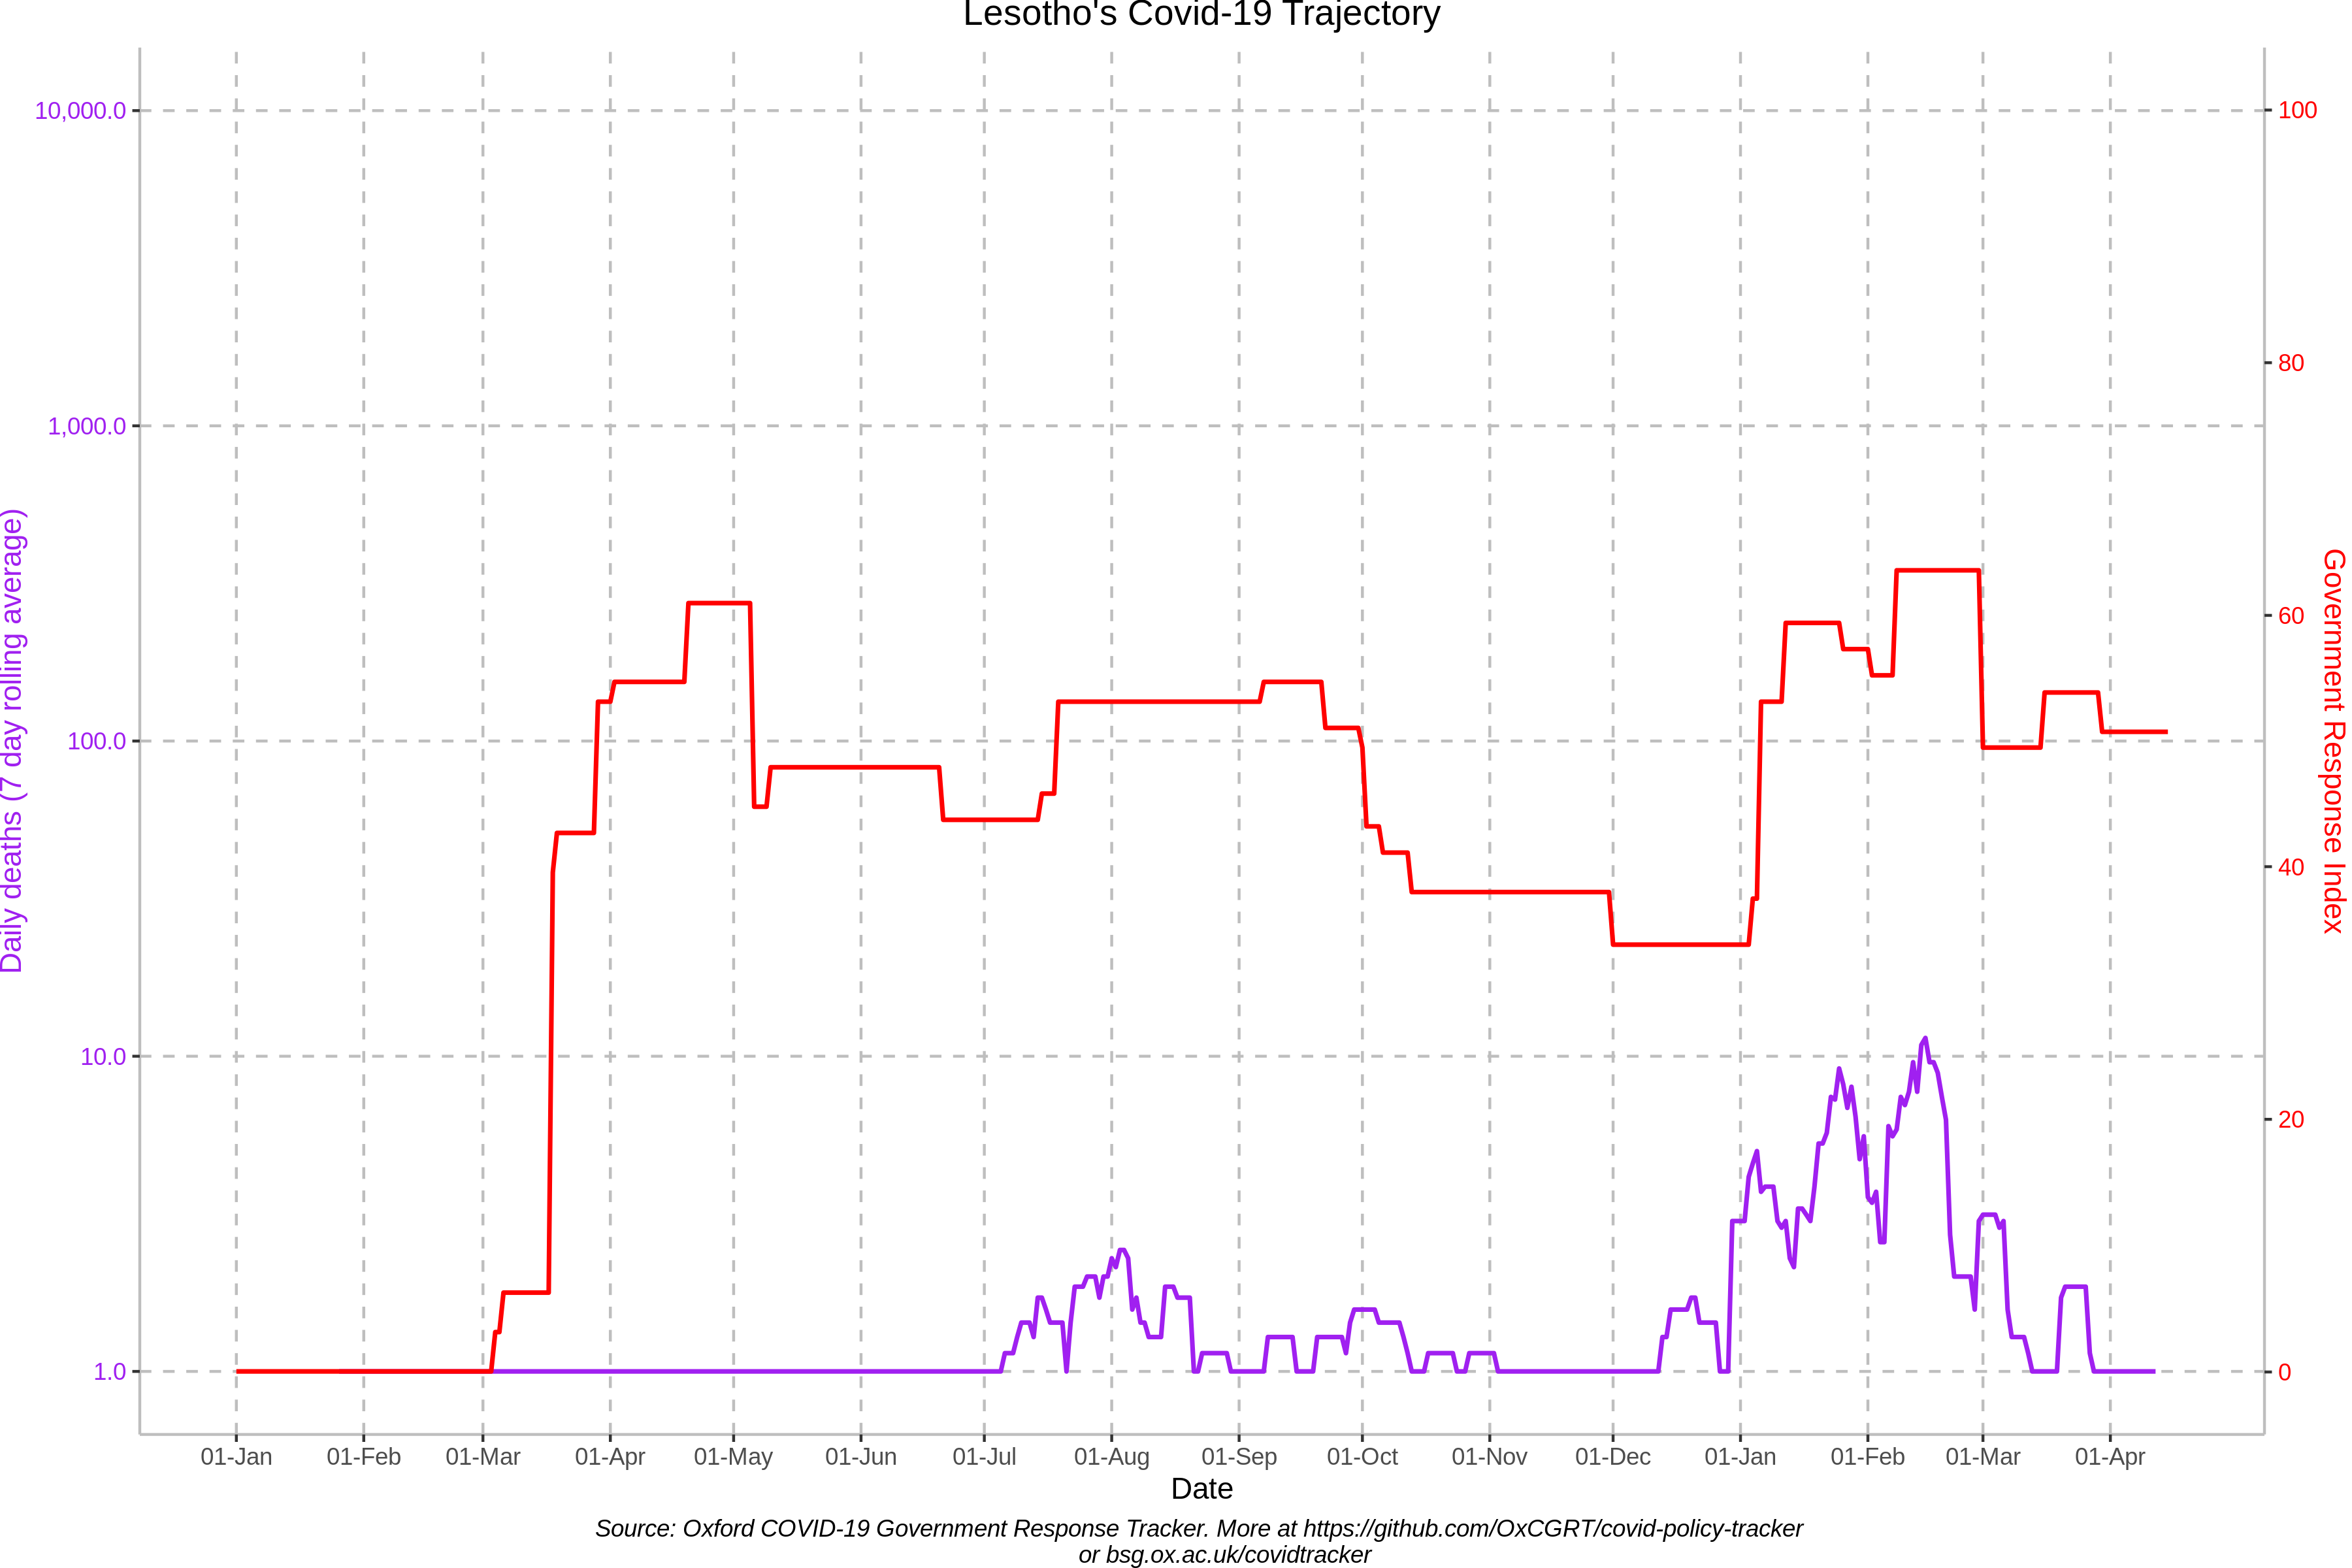 Lesotho's Covid-19 Trajectory
10,000.0
1,000.0
100.0
10.0
1.0
Daily deaths (7 day rolling average)
100
80
60
40
20
0
Government Response Index
01-Jan 01-Feb 01-Mar 01-Apr 01-May 01-Jun 01-Jul 01-Aug 01-Sep 01-Oct 01-Nov 01-Dec 01-Jan 01-Feb 01-Mar 01-Apr
Date
Source: Oxford COVID-19 Government Response Tracker. More at https://github.com/OxCGRT/covid-policy-tracker
or bsg.ox.ac.uk/covidtracker